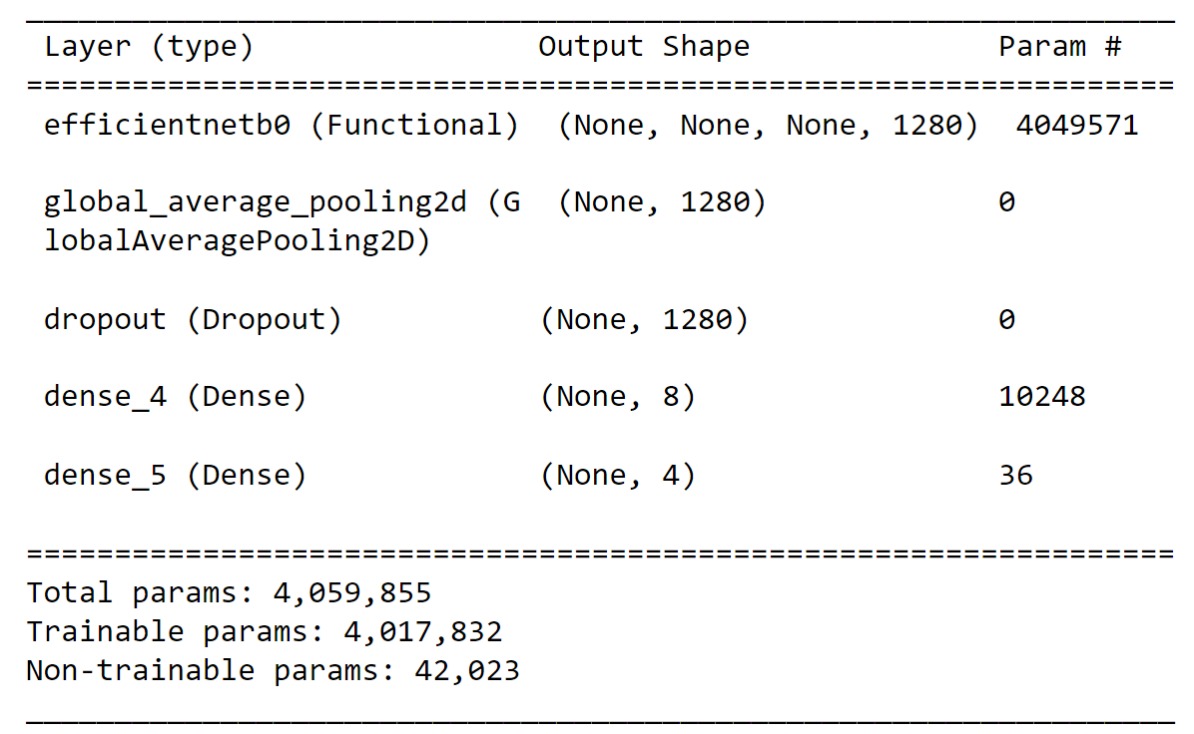 Layer (type) Output Shape Param #
efficientnetb0 (Functional) (None, None, None, 1280) 4049571
global_average_pooling2d (G (None, 1280) 0
lobalAveragePooling2D)
dropout (Dropout) (None, 1280) 0
dense_4 (Dense) (None, 8) 10248
dense_5 (Dense) (None, 4) 36
Total params: 4,059,855
Trainable params: 4,017,832
Non-trainable params: 42,023